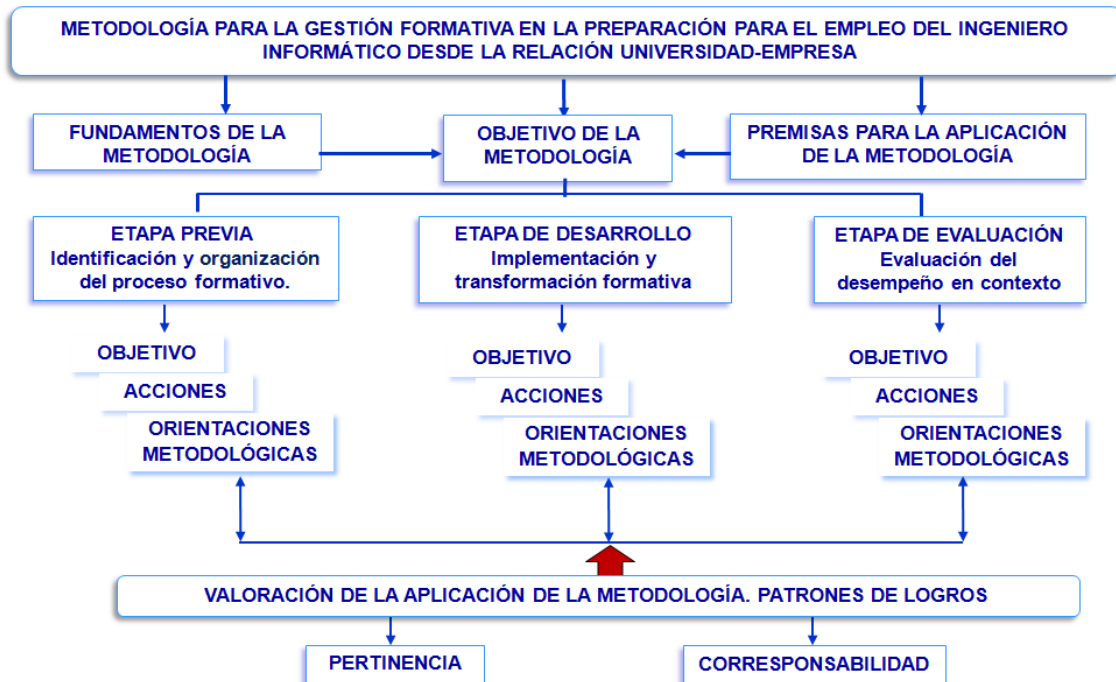 METODOLOGÍA PARA LA GESTIÓN FORMATIVA EN LA PREPARACIÓN PARA EL EMPLEO DEL INGENIERO
INFORMÁTICO DESDE LA RELACIÓN UNIVERSIDAD-EMPRESA
FUNDAMENTOS DE LA
METODOLOGÍA
OBJETIVO DE LA
METODOLOGÍA
PREMISAS PARA LA APLICACIÓN
DE LA METODOLOGÍA
ETAPA PREVIA
Identificación y organización
del proceso formativo.
ETAPA DE DESARROLLO
Implementación y
transformación formativa
ETAPA DE EVALUACIÓN
Evaluación del
desempeño en contexto
OBJETIVO
ACCIONES
ORIENTACIONES
METODOLÓGICAS
OBJETIVO
ACCIONES
ORIENTACIONES
METODOLÓGICAS
OBJETIVO
ACCIONES
ORIENTACIONES
METODOLÓGICAS
VALORACIÓN DE LA APLICACIÓN DE LA METODOLOGÍA. PATRONES DE LOGROS
PERTINENCIA
CORRESPONSABILIDAD